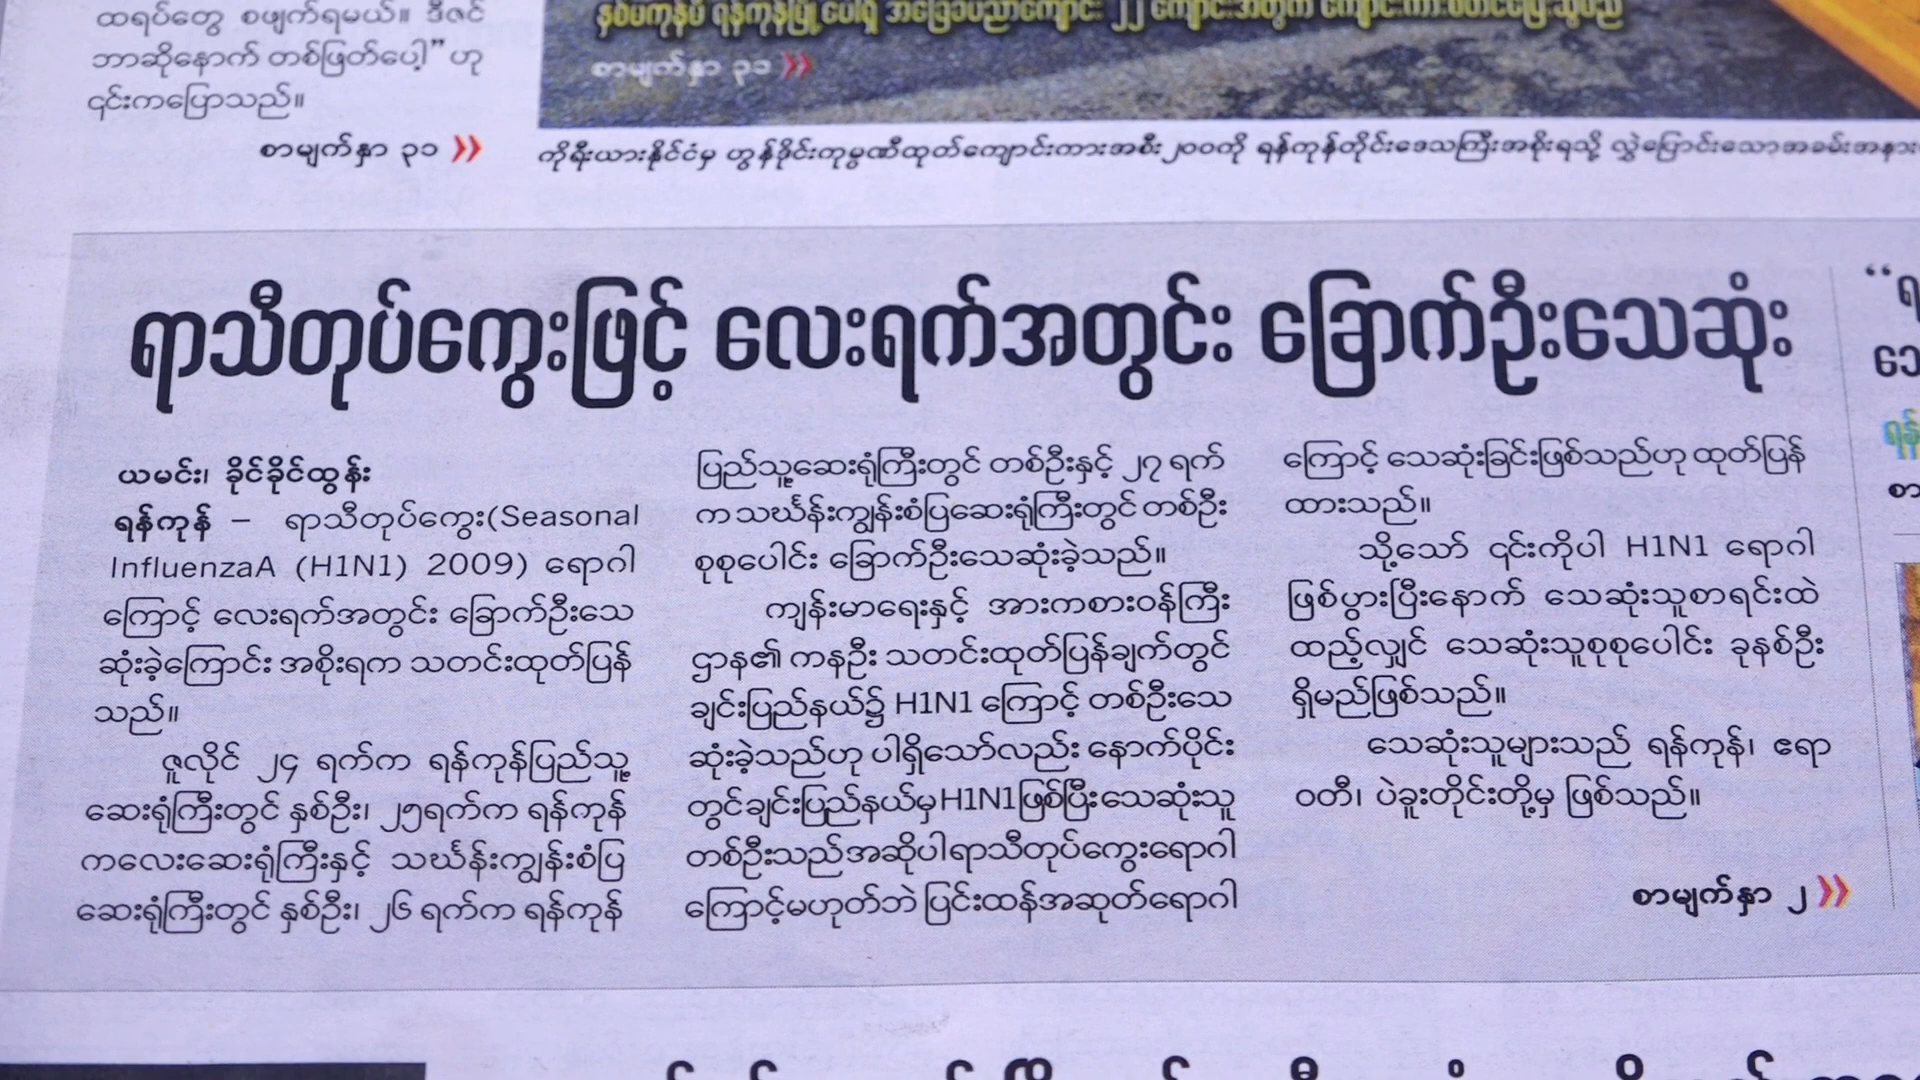 ထရပ်တွေ စဖျက်ရမယ်။ ဒီဇင်
ဘာဆိုနောက် တစ်ဖြတ်ပေါ့” ဟု
၎င်းကပြောသည်။
စာမျက်နှာ ၃၁
စာမျက်နှာ ၃၁
ကိုရီးယားနိုင်ငံမှ ဟွန်ဒိုင်းကုမ္ပဏီထုတ်ကျောင်းကားအစီး၂၀၀ကို ရန်ကုန်တိုင်းဒေသကြီးအစိုးရသို့ လွှဲပြောင်းသောအခမ်းအနား
ရာသီတုပ်ကွေးဖြင့် လေးရက်အတွင်း ခြောက်ဦးသေဆုံး
ယမင်း၊ ခိုင်ခိုင်ထွန်း
ရန်ကုန် – ရာသီတုပ်ကွေး(Seasonal
InfluenzaA (H1N1) 2009) ရောဂါ
ကြောင့် လေးရက်အတွင်း ခြောက်ဦးသေ
ဆုံးခဲ့ကြောင်း အစိုးရက သတင်းထုတ်ပြန်
သည်။
ဇူလိုင် ၂၄ ရက်က ရန်ကုန်ပြည်သူ့
ဆေးရုံကြီးတွင် နှစ်ဦး၊ ၂၅ရက်က ရန်ကုန်
ကလေးဆေးရုံကြီးနှင့် သင်္ဃန်းကျွန်းစံပြ
ဆေးရုံကြီးတွင် နှစ်ဦး၊ ၂၆ ရက်က ရန်ကုန်
ပြည်သူ့ဆေးရုံကြီးတွင် တစ်ဦးနှင့် ၂၇ ရက်
က သင်္ဃန်းကျွန်းစံပြဆေးရုံကြီးတွင် တစ်ဦး
စုစုပေါင်း ခြောက်ဦးသေဆုံးခဲ့သည်။
ကျန်းမာရေးနှင့် အားကစားဝန်ကြီး
ဌာန၏ ကနဦး သတင်းထုတ်ပြန်ချက်တွင်
ချင်းပြည်နယ်၌ H1N1 ကြောင့် တစ်ဦးသေ
ဆုံးခဲ့သည်ဟု ပါရှိသော်လည်း နောက်ပိုင်း
တွင်ချင်းပြည်နယ်မှH1N1ဖြစ်ပြီးသေဆုံးသူ
တစ်ဦးသည်အဆိုပါရာသီတုပ်ကွေးရောဂါ
ကြောင့်မဟုတ်ဘဲ ပြင်းထန်အဆုတ်ရောဂါ
ကြောင့် သေဆုံးခြင်းဖြစ်သည်ဟု ထုတ်ပြန်
ထားသည်။
သို့သော် ၎င်းကိုပါ H1N1 ရောဂါ
ဖြစ်ပွားပြီးနောက် သေဆုံးသူစာရင်းထဲ
ထည့်လျှင် သေဆုံးသူစုစုပေါင်း ခုနစ်ဦး
ရှိမည်ဖြစ်သည်။
သေဆုံးသူများသည် ရန်ကုန်၊ ဧရာ
ဝတီ၊ ပဲခူးတိုင်းတို့မှ ဖြစ်သည်။
စာမျက်နှာ ၂